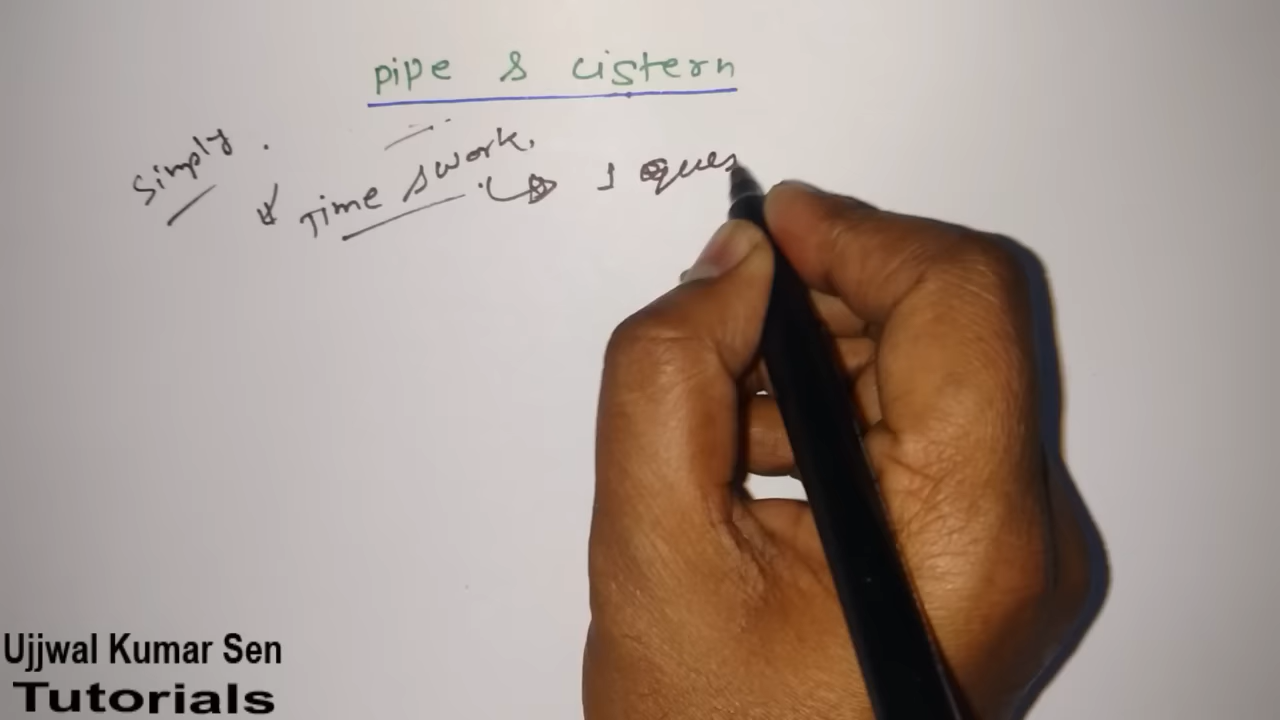 pipe & cistern
Simply.
Time & work.
1 ques
Ujjwal Kumar Sen
Tutorials